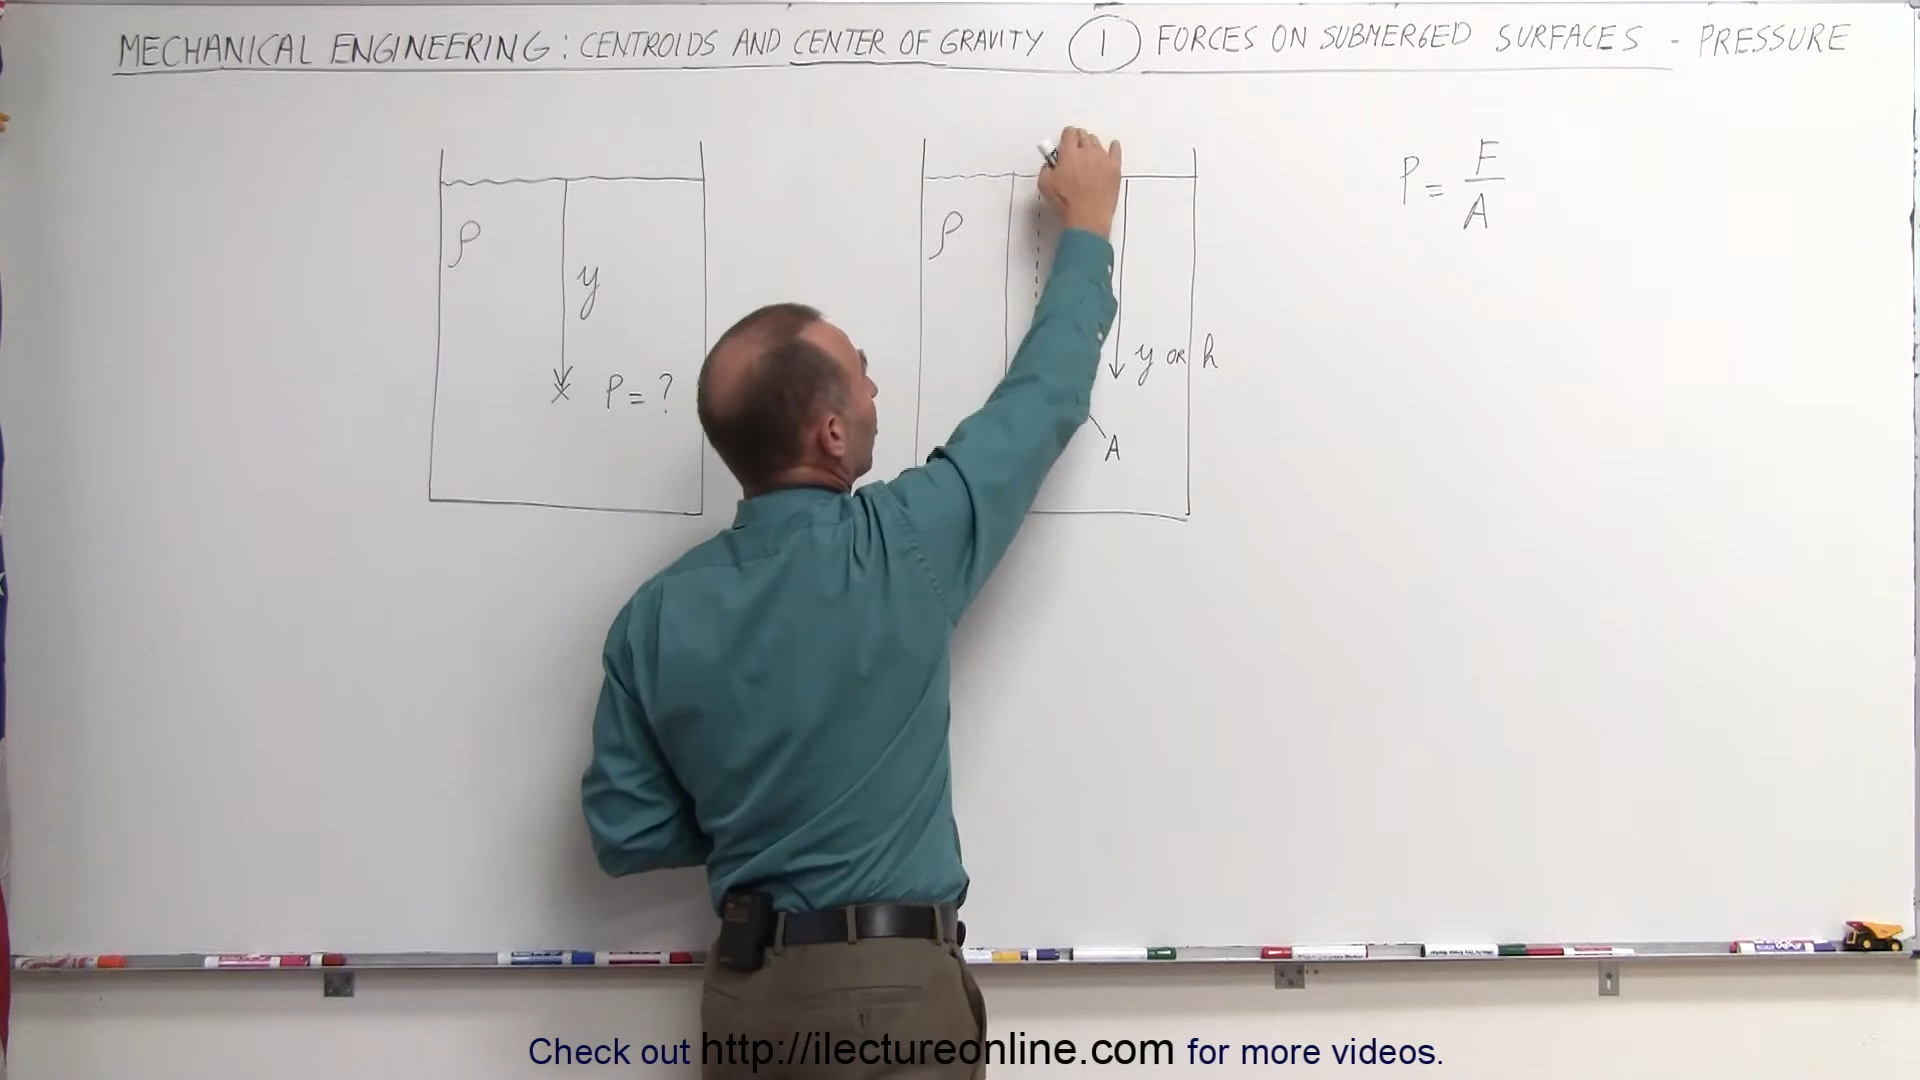 MECHANICAL ENGINEERING: CENTROIDS AND CENTER OF GRAVITY ① FORCES ON SUBMERGED SURFACES - PRESSURE
ρ
y
P = ?
ρ
y OR h
A
P = F/A
Check out http://ilectureonline.com for more videos.